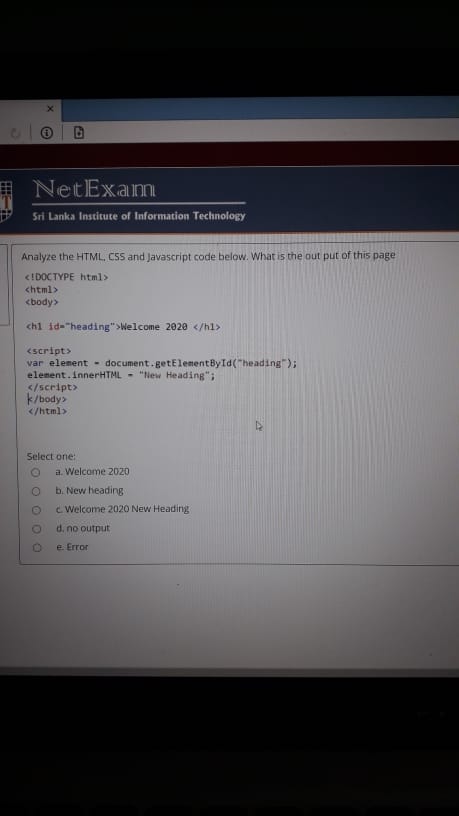 NetExam
Sri Lanka Institute of Information Technology
Analyze the HTML, CSS and Javascript code below. What is the out put of this page
<!DOCTYPE html>
<html>
<body>
<h1 id="heading">Welcome 2020 </h1>
<script>
var element = document.getElementById("heading");
element.innerHTML = "New Heading";
</script>
</body>
</html>
Select one:
a. Welcome 2020
b. New heading
c. Welcome 2020 New Heading
d. no output
e. Error